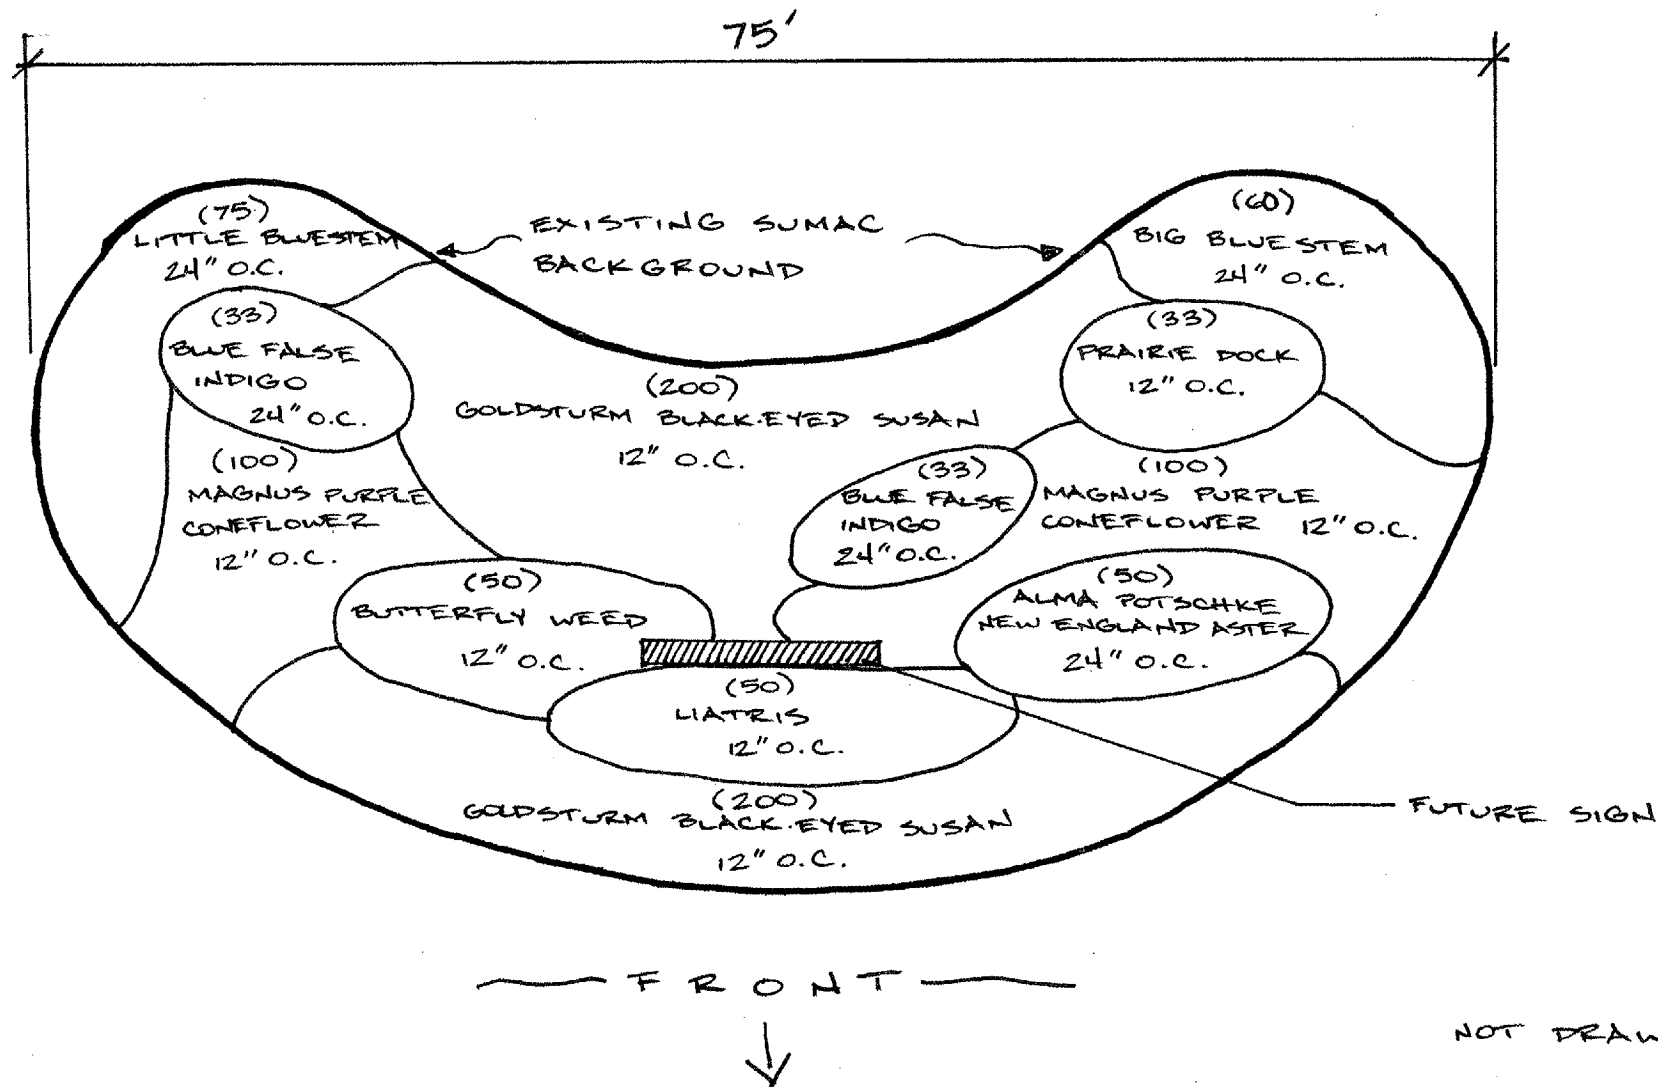 75'
(75)
LITTLE BLUESTEM
24" O.C.
EXISTING SUMAC
BACKGROUND
(60)
BIG BLUESTEM
24" O.C.
(33)
BLUE FALSE
INDIGO
24" O.C.
(33)
PRAIRIE DOCK
12" O.C.
(200)
GOLDSTURM BLACK-EYED SUSAN
12" O.C.
(100)
MAGNUS PURPLE
CONEFLOWER
12" O.C.
(33)
BLUE FALSE
INDIGO
24" O.C.
(100)
MAGNUS PURPLE
CONEFLOWER 12" O.C.
(50)
BUTTERFLY WEED
12" O.C.
(50)
ALMA POTSCHKE
NEW ENGLAND ASTER
24" O.C.
(50)
LIATRIS
12" O.C.
(200)
GOLDSTURM BLACK-EYED SUSAN
12" O.C.
FUTURE SIGN
FRONT
NOT DRAW